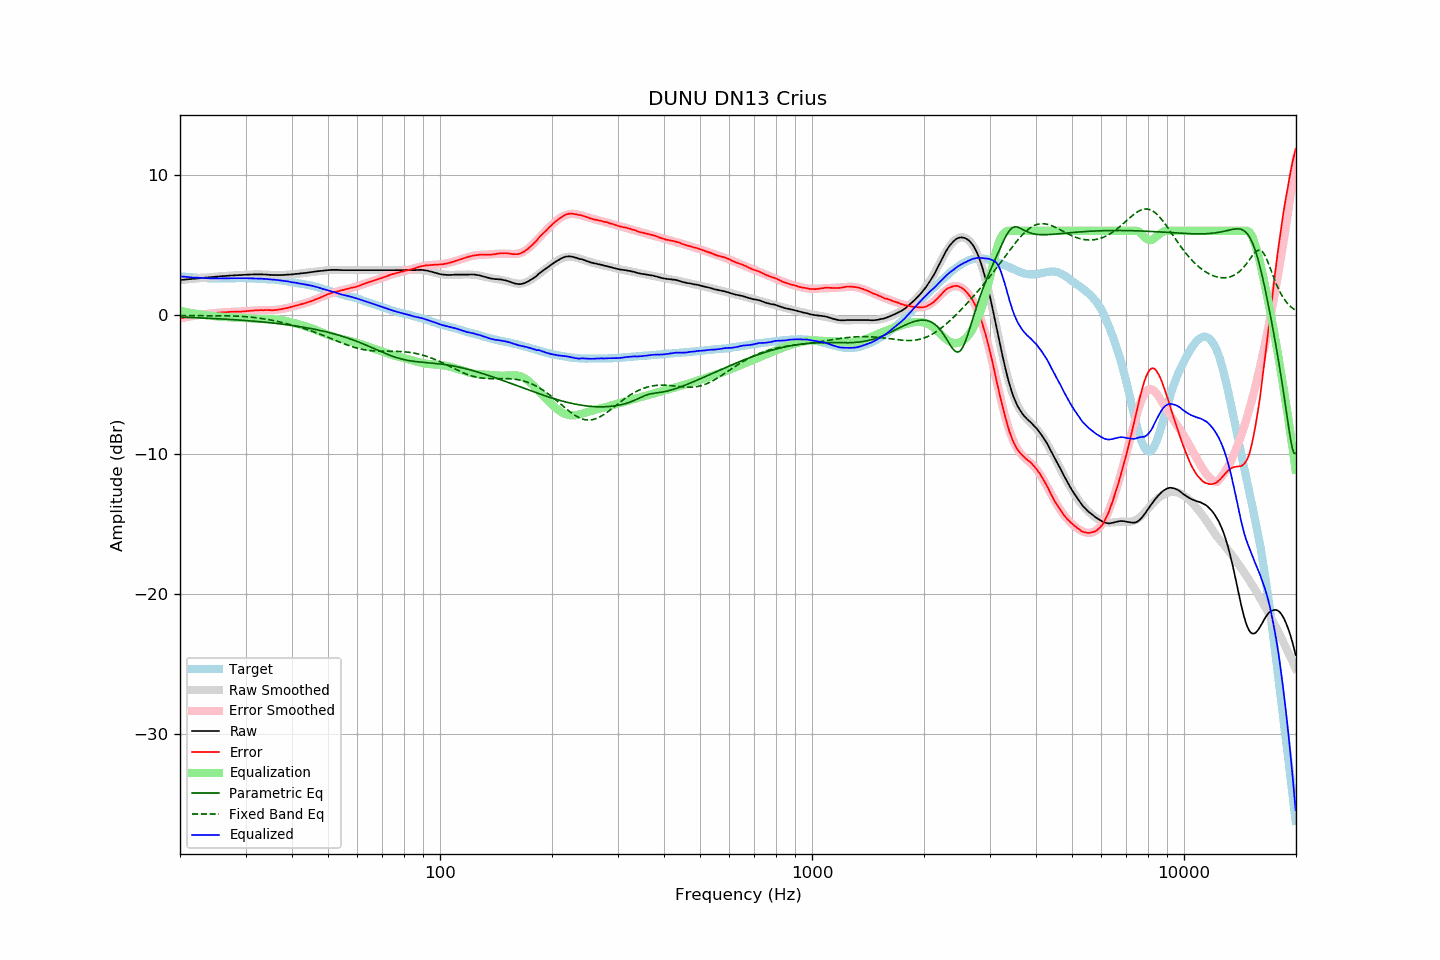 DUNU DN13 Crius
10
0
−10
−20
−30
Amplitude (dBr)
Target
Raw Smoothed
Error Smoothed
Raw
Error
Equalization
Parametric Eq
Fixed Band Eq
Equalized
100
1000
10000
Frequency (Hz)